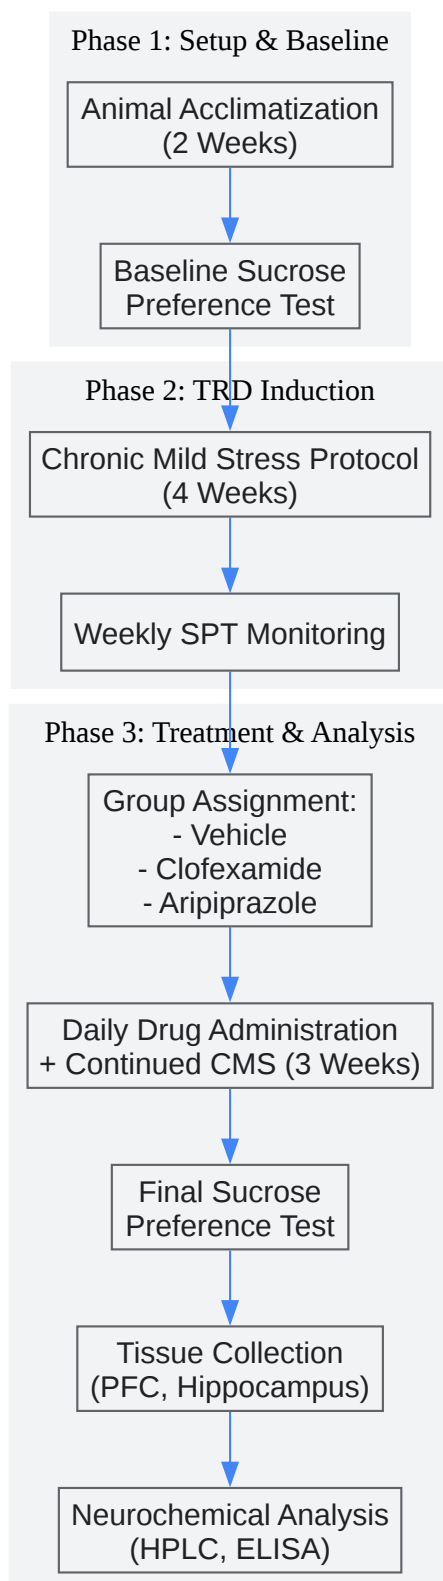 Phase 1: Setup & Baseline
Animal Acclimatization
(2 Weeks)
Baseline Sucrose
Preference Test
Phase 2: TRD Induction
Chronic Mild Stress Protocol
(4 Weeks)
Weekly SPT Monitoring
Phase 3: Treatment & Analysis
Group Assignment:
- Vehicle
- Clofexamide
- Aripiprazole
Daily Drug Administration
+ Continued CMS (3 Weeks)
Final Sucrose
Preference Test
Tissue Collection
(PFC, Hippocampus)
Neurochemical Analysis
(HPLC, ELISA)